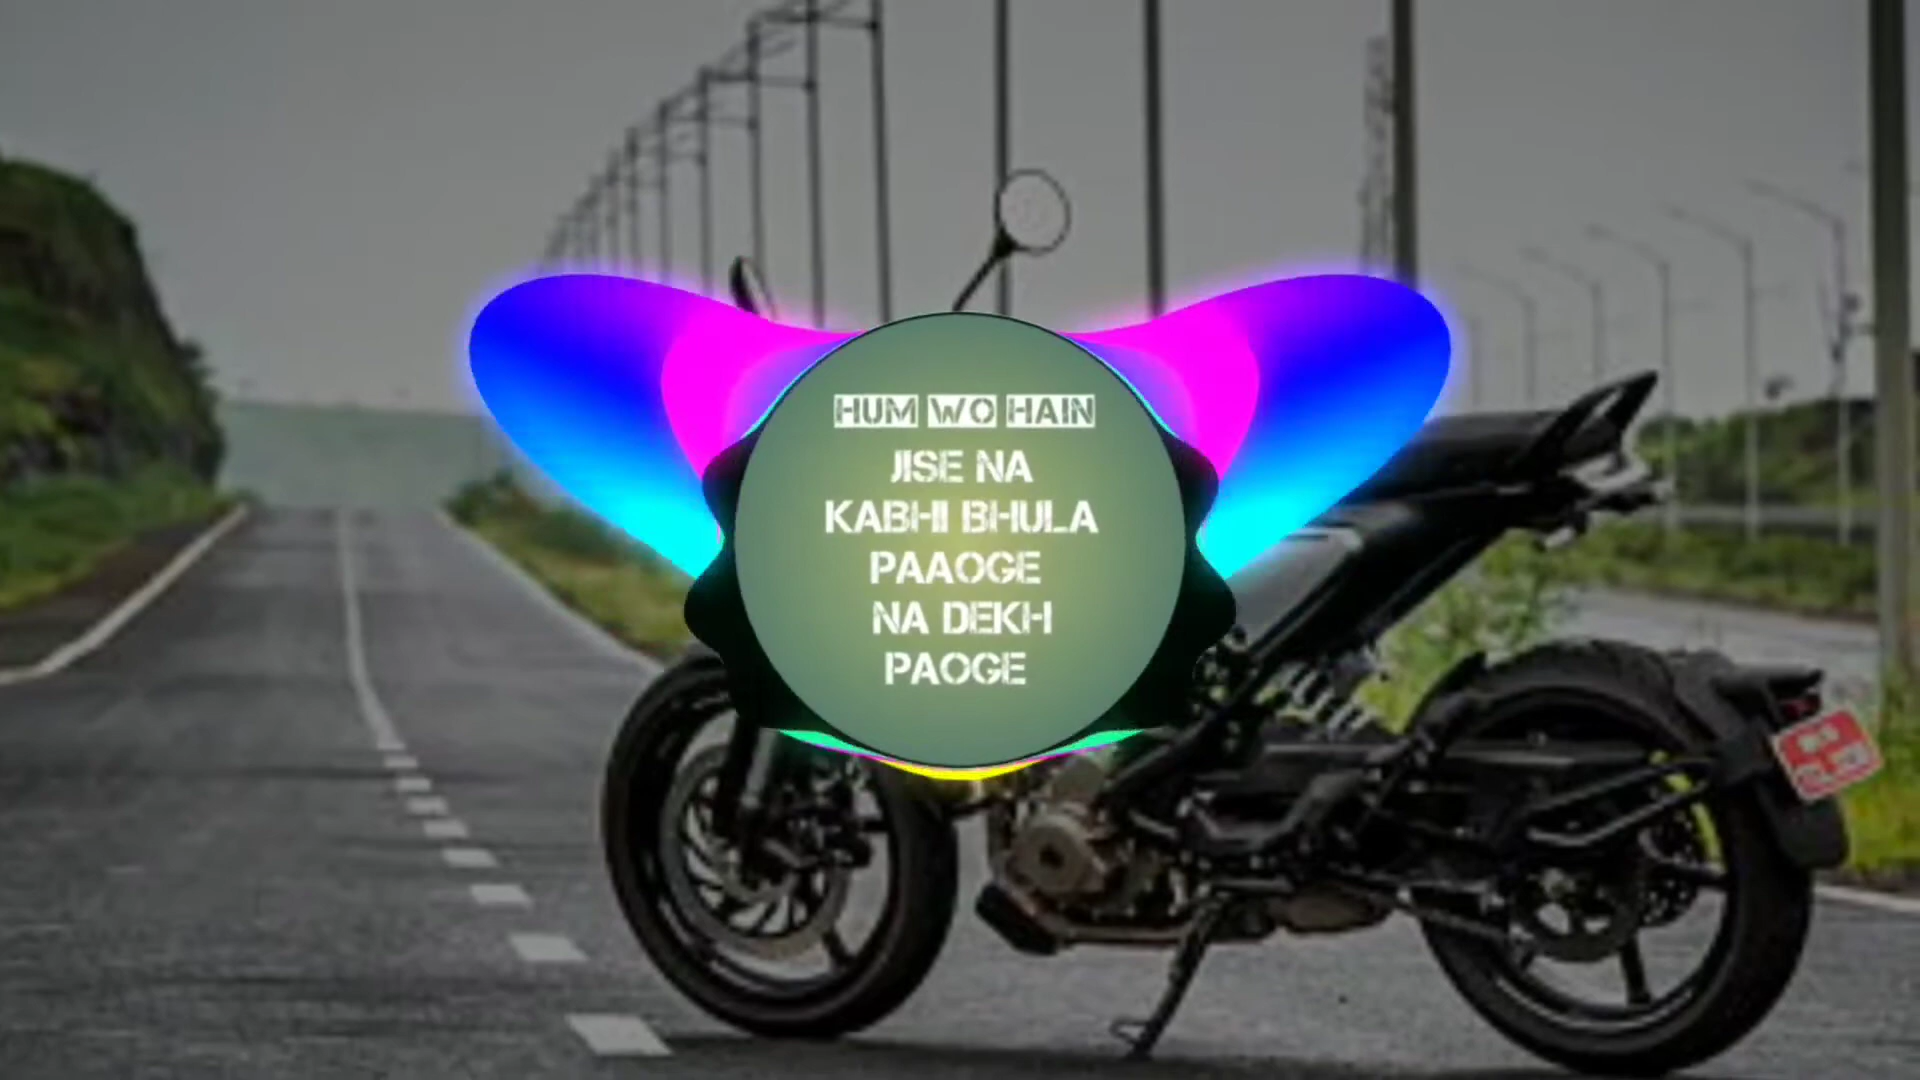 HUM WO HAIN
JISE NA
KABHI BHULA
PAAOGE
NA DEKH
PAOGE